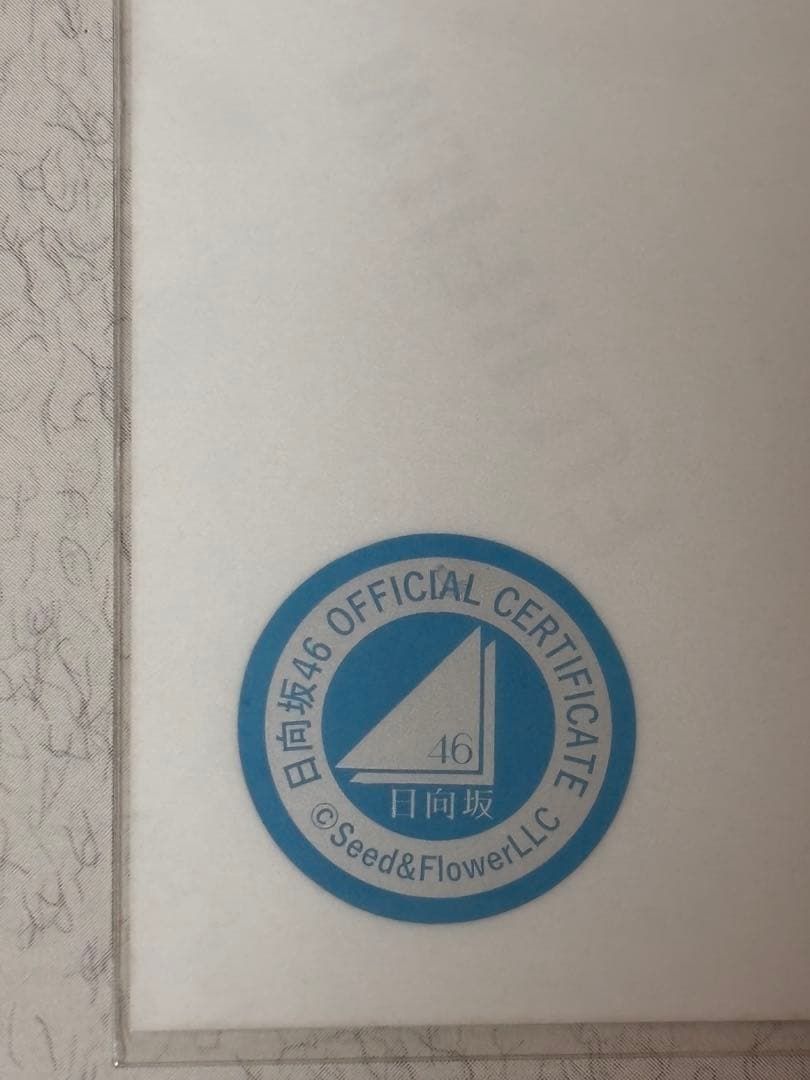 日向坂46 OFFICIAL CERTIFICATE
46
日向坂
©Seed&FlowerLLC